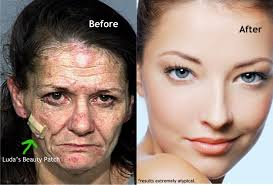 Before
After
Luda's Beauty Patch
*results extremely atypical.